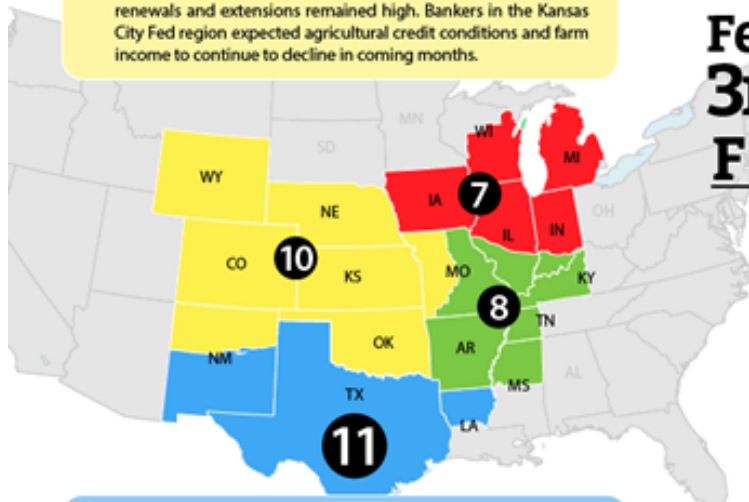 renewals and extensions remained high. Bankers in the Kansas
City Fed region expected agricultural credit conditions and farm
income to continue to decline in coming months.
Fe
3
F
MN
WI
SD
MI
WY
IA
7
NE
OH
IL
IN
CO
10
KS
MO
KY
8
TN
OK
NM
AR
AL
MS
TX
LA
11